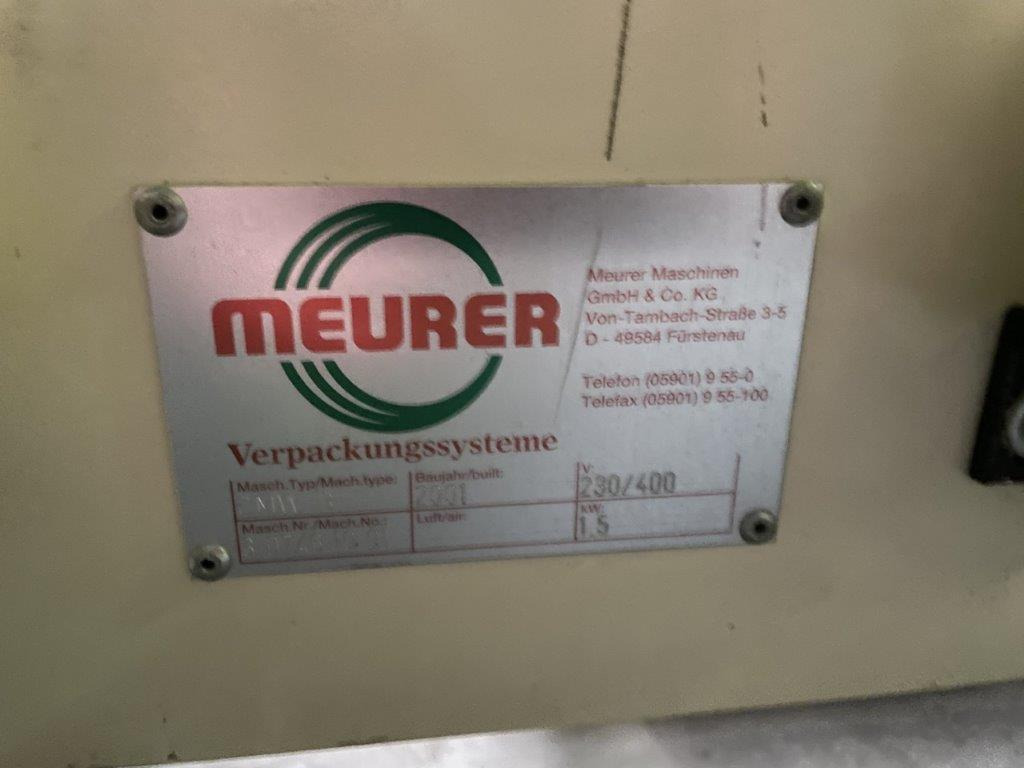 MEURER
Verpackungssysteme
Meurer Maschinen
GmbH & Co. KG
Von-Tambach-Straße 3-5
D - 49584 Fürstenau
Telefon (05901) 9 55-0
Telefax (05901) 9 55-100
Masch.Typ/Mach.type:
Baujahr/built:
2001
V:
230/400
Masch.Nr./Mach.No.:
Luft/air:
kW:
1.5